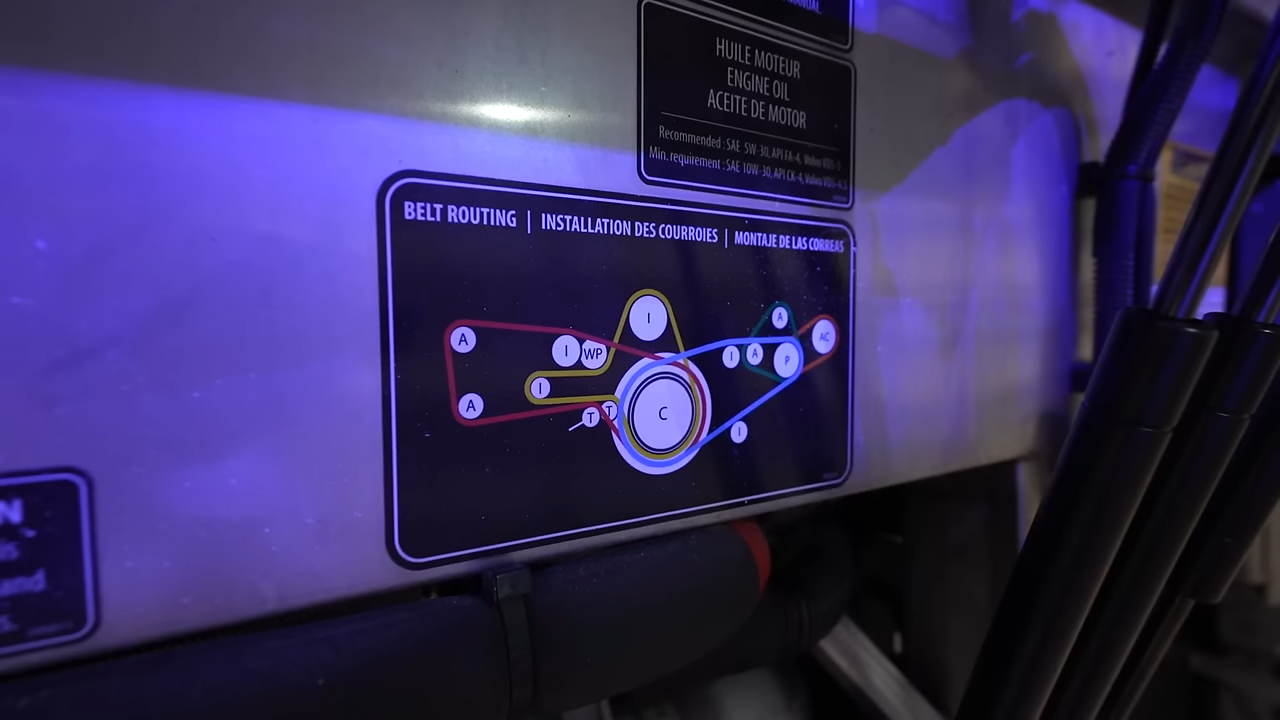 MANUAL
HUILE MOTEUR
ENGINE OIL
ACEITE DE MOTOR
Recommended : SAE 5W-30, API FA-4, Volvo
Min. requirement : SAE 10W-30, API CK-4, Volvo VDS-4.5
BELT ROUTING | INSTALLATION DES COURROIES | MONTAJE DE LAS CORREAS
I
A
A
AC
I
WP
I
A
P
I
A
T
T
C
I
N
and